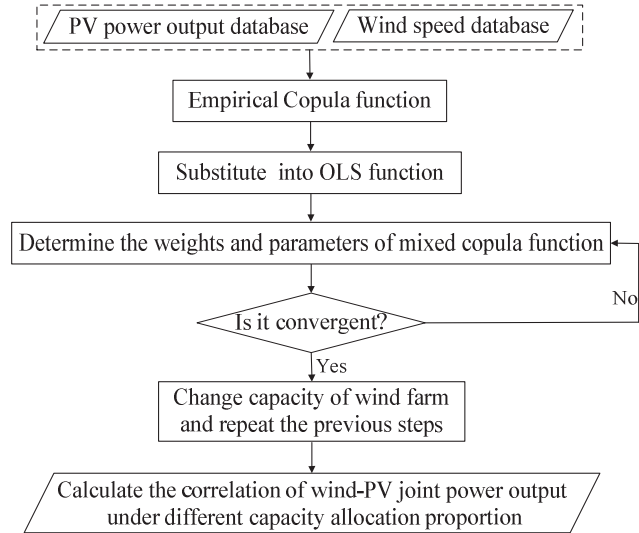 PV power output database
Wind speed database
Empirical Copula function
Substitute into OLS function
Determine the weights and parameters of mixed copula function
No
Is it convergent?
Yes
Change capacity of wind farm
and repeat the previous steps
Calculate the correlation of wind-PV joint power output
under different capacity allocation proportion